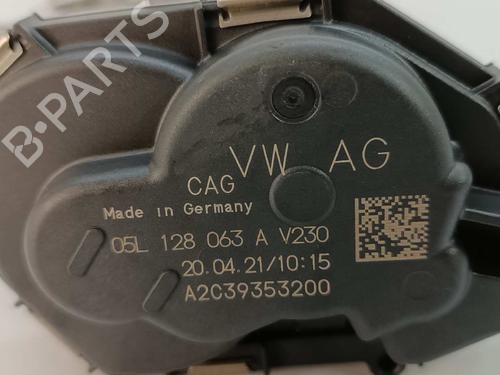 B-PARTS
VW AG
CAG
Made in Germany
05L 128 063 A V230
20.04.21/10:15
A2C39353200